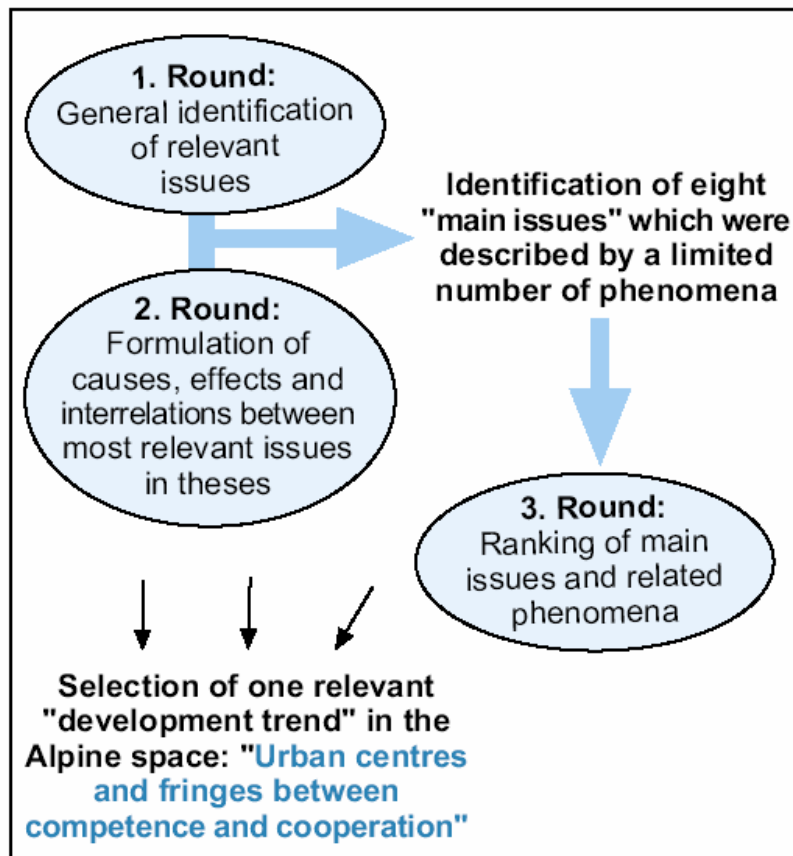 1. Round:
General identification
of relevant
issues
Identification of eight
"main issues" which were
described by a limited
number of phenomena
2. Round:
Formulation of
causes, effects and
interrelations between
most relevant issues
in theses
3. Round:
Ranking of main
issues and related
phenomena
Selection of one relevant
"development trend" in the
Alpine space: "Urban centres
and fringes between
competence and cooperation"